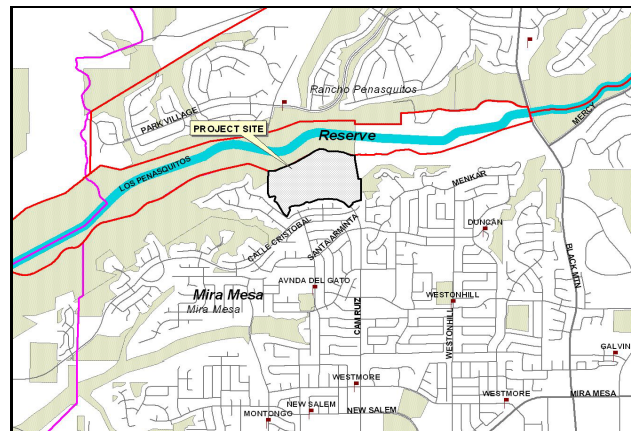 Rancho Penasquitos
PARK VILLAGE
PROJECT SITE
Reserve
MERCY
LOS PENASQUITOS
MENKAR
CALLE CRISTOBAL
SANTA ARMINTA
DUNCAN
BLACK MTN
AVNDA DEL GATO
Mira Mesa
Mira Mesa
CAM RUIZ
WESTONHILL
WESTONHILL
GALVIN
WESTMORE
WESTMORE
MIRA MESA
NEW SALEM
NEW SALEM
MONTONGO